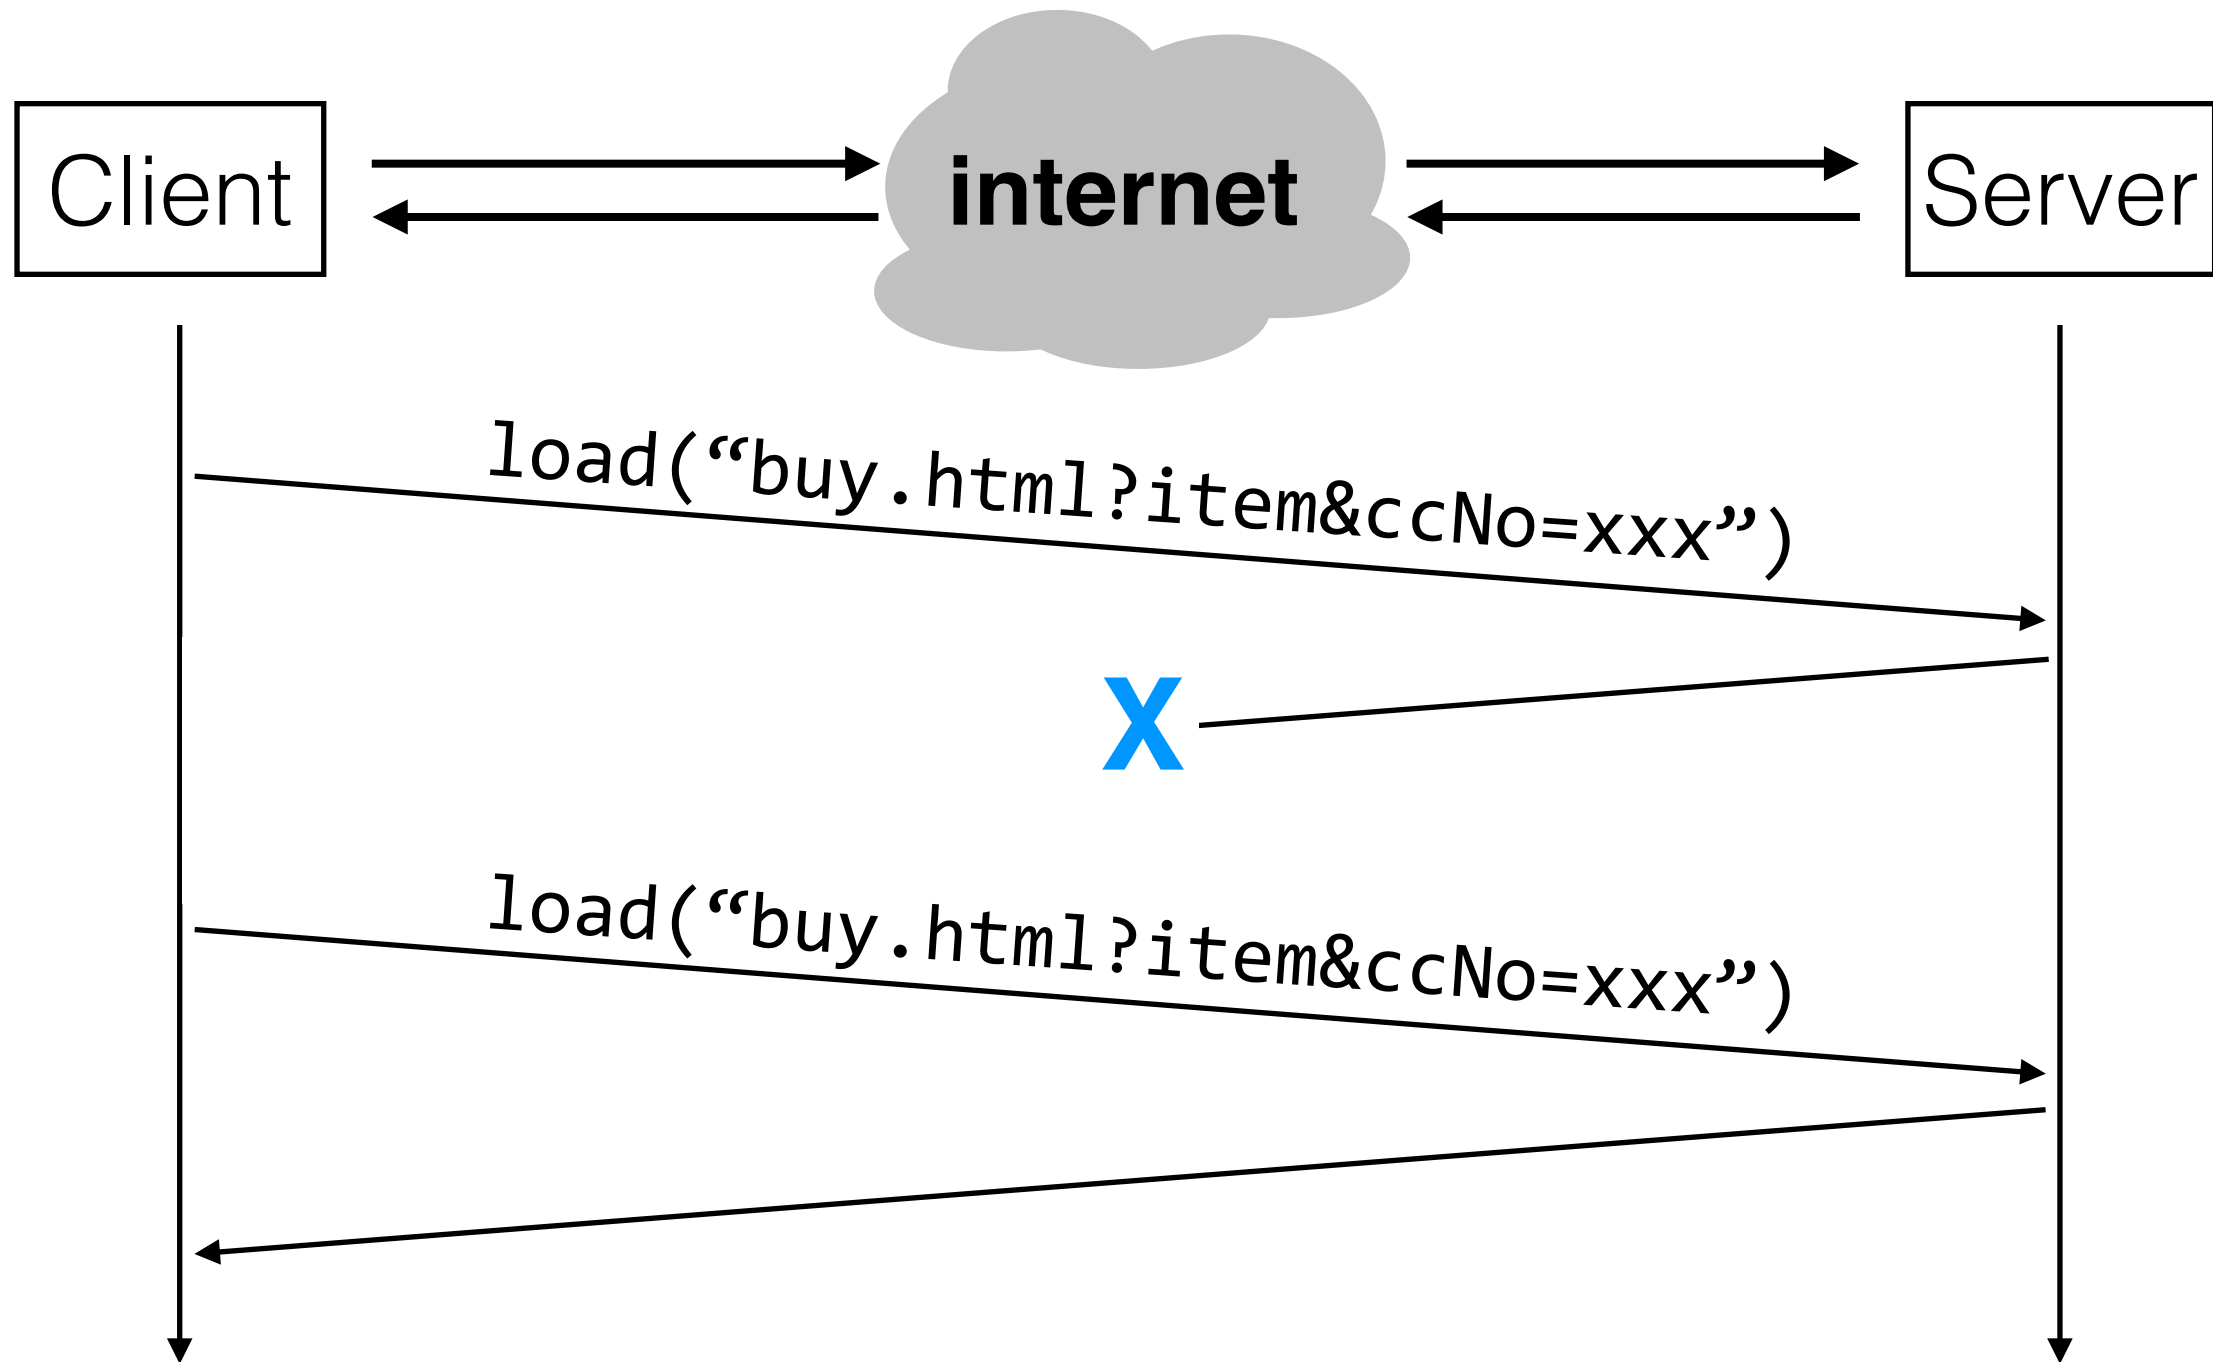 Client
internet
Server
load(“buy.html?item&ccNo=xxx”)
X
load(“buy.html?item&ccNo=xxx”)